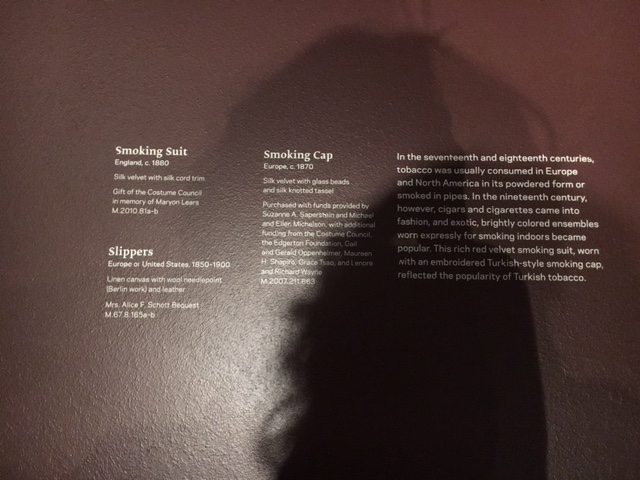 Smoking Suit
England, c. 1880
Silk velvet with silk cord trim
Gift of the Costume Council
in memory of Maryon Lears
M.2010.81a-b
Slippers
Europe or United States, 1850-1900
Linen canvas with wool needlepoint
(Berlin work) and leather
Mrs. Alice F. Schott Bequest
M.67.8.165a-b
Smoking Cap
Europe, c. 1870
Silk velvet with glass beads
and silk knotted tassel
Purchased with funds provided by
Suzanne A. Saperstein and Michael
and Ellen Michelson, with additional
funding from the Costume Council,
the Edgerton Foundation, Gail
and Gerald Oppenheimer, Maureen
H. Shapiro, Grace Tsao, and Lenore
and Richard Wayne
M.2007.211.863
In the seventeenth and eighteenth centuries,
tobacco was usually consumed in Europe
and North America in its powdered form or
smoked in pipes. In the nineteenth century,
however, cigars and cigarettes came into
fashion, and exotic, brightly colored ensembles
worn expressly for smoking indoors became
popular. This rich red velvet smoking suit, worn
with an embroidered Turkish-style smoking cap,
reflected the popularity of Turkish tobacco.